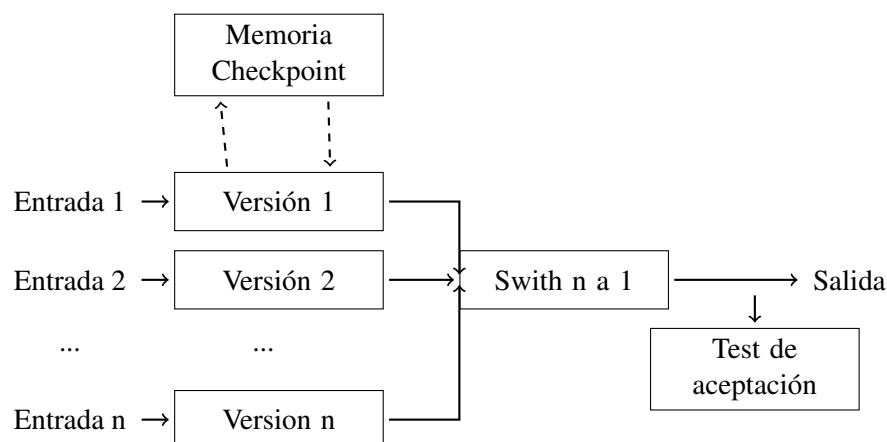 Memoria
Checkpoint
Entrada 1
Versión 1
Entrada 2
Versión 2
Swith n a 1
Salida
...
...
Test de
aceptación
Entrada n
Version n